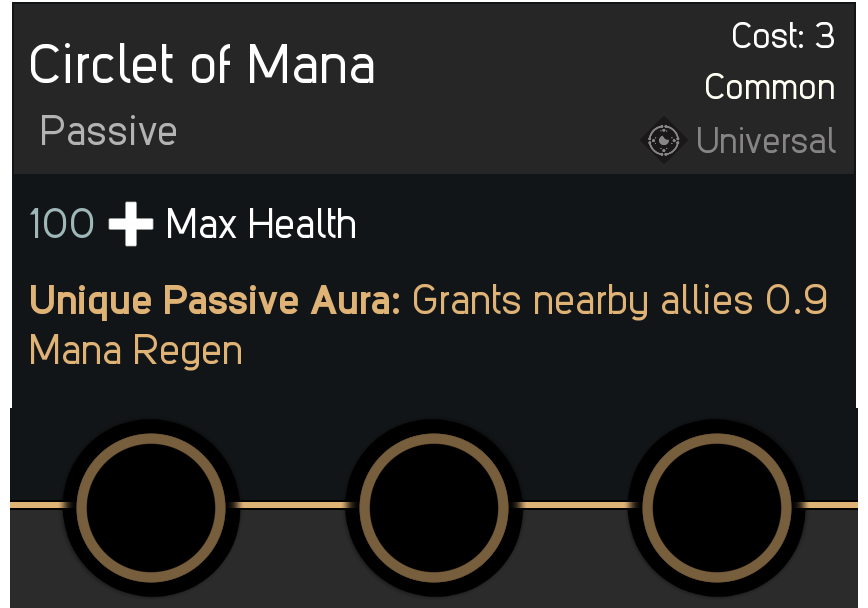 Circlet of Mana
Cost: 3
Common
Passive
Universal
100 Max Health
Unique Passive Aura: Grants nearby allies 0.9
Mana Regen